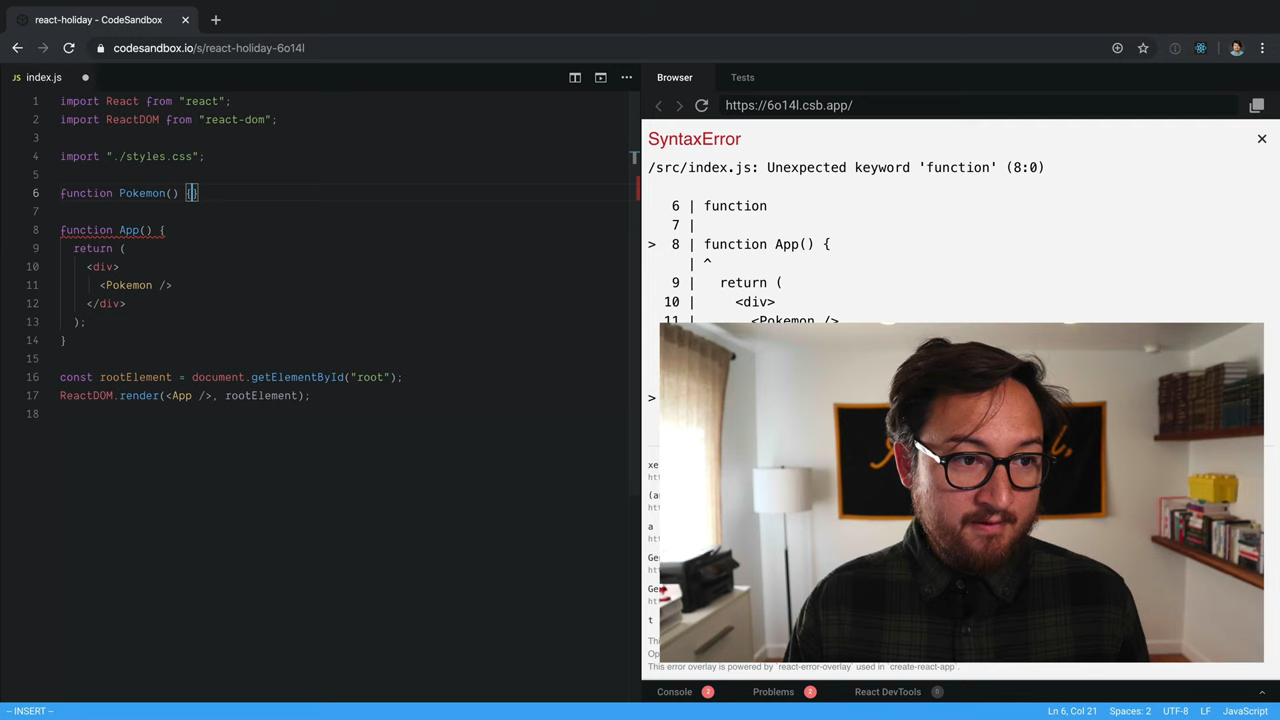 react-holiday - CodeSandbox
codesandbox.io/s/react-holiday-6o14l
JS index.js
1 import React from "react";
2 import ReactDOM from "react-dom";
3
4 import "./styles.css";
5
6 function Pokemon() {}
7
8 function App() {
9 return (
10 <div>
11 <Pokemon />
12 </div>
13 );
14 }
15
16 const rootElement = document.getElementById("root");
17 ReactDOM.render(<App />, rootElement);
18
-- INSERT --
Browser Tests
https://6o14l.csb.app/
SyntaxError
/src/index.js: Unexpected keyword 'function' (8:0)
6 | function
7 |
> 8 | function App() {
| ^
9 | return (
10 | <div>
11 | <Pokemon />
>
xe
(a
a
Ge
Ge
t
Thi
Op
This error overlay is powered by `react-error-overlay` used in `create-react-app`.
Console 2 Problems 2 React DevTools 0
Ln 6, Col 21 Spaces: 2 UTF-8 LF JavaScript